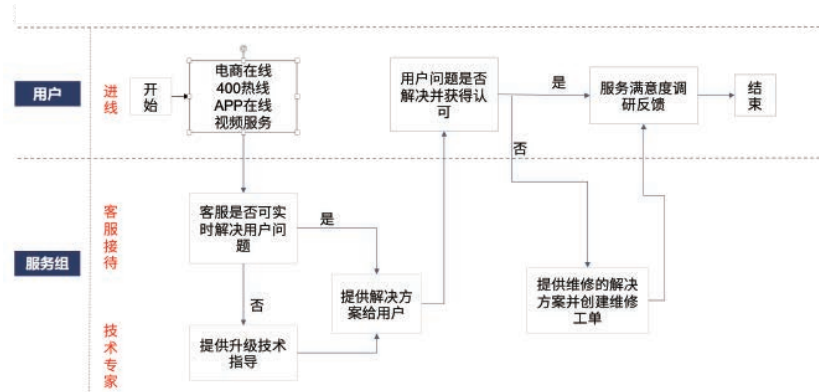 用户
进
线
开
始
电商在线
400热线
APP在线
视频服务
用户问题是否
解决并获得认
可
是
服务满意度调
研反馈
结
束
否
服务组
客
服
接
待
客服是否可实
时解决用户问
题
是
否
提供解决方
案给用户
提供维修的解决
方案并创建维修
工单
技
术
专
家
提供升级技术
指导